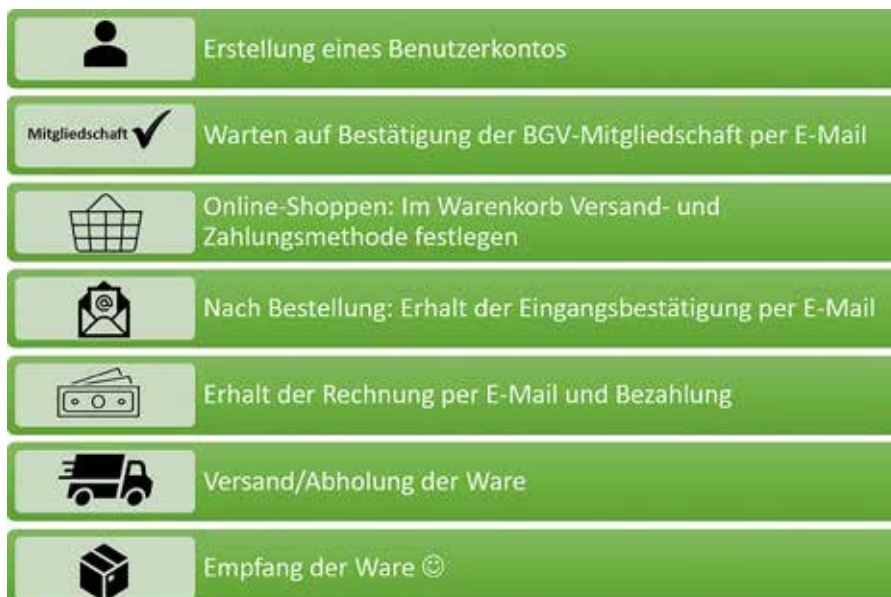 Erstellung eines Benutzerkontos
Mitgliedschaft
Warten auf Bestätigung der BGV-Mitgliedschaft per E-Mail
Online-Shoppen: Im Warenkorb Versand- und
Zahlungsmethode festlegen
@
Nach Bestellung: Erhalt der Eingangsbestätigung per E-Mail
Erhalt der Rechnung per E-Mail und Bezahlung
Versand/Abholung der Ware
Empfang der Ware ☺